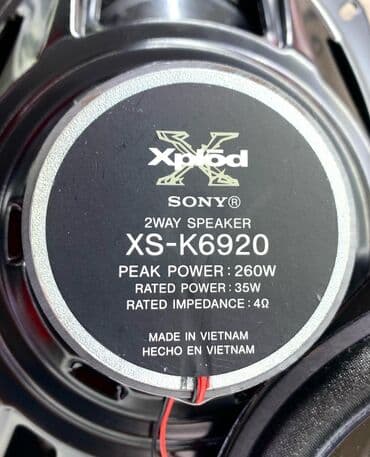 Xplōd
SONY®
2WAY SPEAKER
XS-K6920
PEAK POWER : 260W
RATED POWER : 35W
RATED IMPEDANCE : 4Ω
MADE IN VIETNAM
HECHO EN VIETNAM